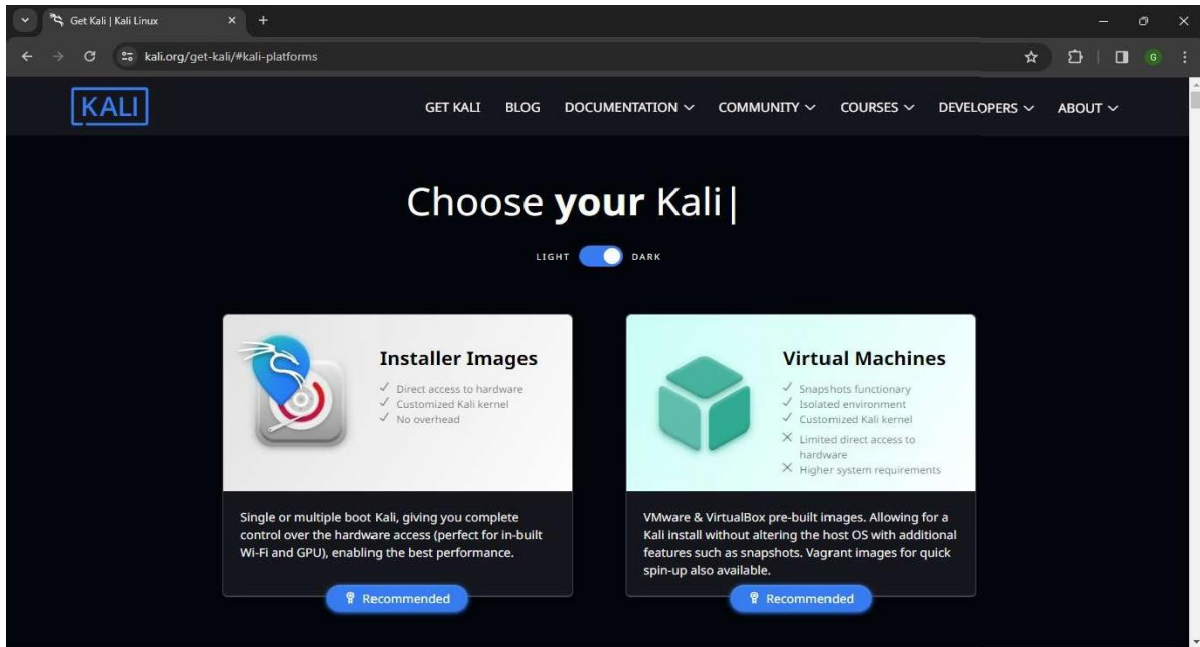 Get Kali | Kali Linux
kali.org/get-kali/#kali-platforms
G
KALI
GET KALI BLOG DOCUMENTATION COMMUNITY COURSES DEVELOPERS ABOUT
Choose your Kali|
LIGHT DARK
Installer Images
Direct access to hardware
Customized Kali kernel
No overhead
Single or multiple boot Kali, giving you complete
control over the hardware access (perfect for in-built
Wi-Fi and GPU), enabling the best performance.
Recommended
Virtual Machines
Snapshots functionary
Isolated environment
Customized Kali kernel
Limited direct access to
hardware
Higher system requirements
VMware & VirtualBox pre-built images. Allowing for a
Kali install without altering the host OS with additional
features such as snapshots. Vagrant images for quick
spin-up also available.
Recommended